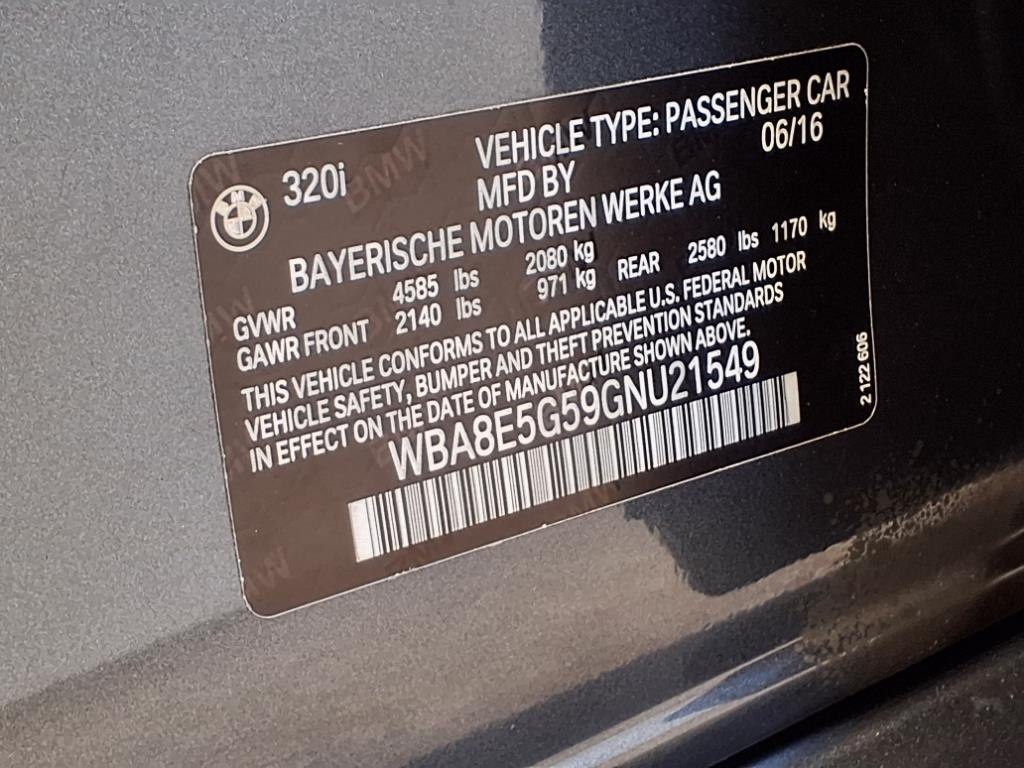 320i VEHICLE TYPE: PASSENGER CAR
MFD BY 06/16
BAYERISCHE MOTOREN WERKE AG
GVWR 4585 lbs 2080 kg
GAWR FRONT 2140 lbs 971 kg REAR 2580 lbs 1170 kg
THIS VEHICLE CONFORMS TO ALL APPLICABLE U.S. FEDERAL MOTOR
VEHICLE SAFETY, BUMPER AND THEFT PREVENTION STANDARDS
IN EFFECT ON THE DATE OF MANUFACTURE SHOWN ABOVE.
WBA8E5G59GNU21549
2 122 606
BMW
BMW
BMW